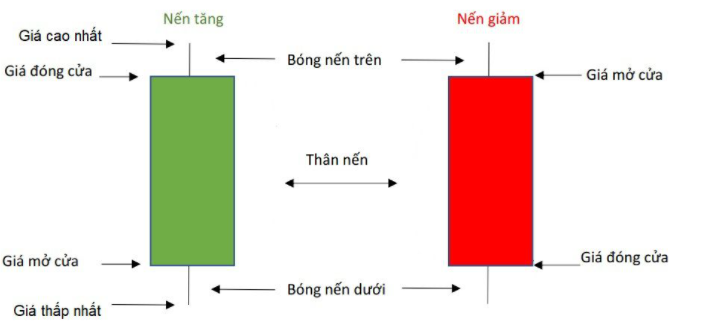 Nến tăng
Nến giảm
Giá cao nhất
Bóng nến trên
Giá đóng cửa
Giá mở cửa
Thân nến
Giá mở cửa
Giá đóng cửa
Bóng nến dưới
Giá thấp nhất